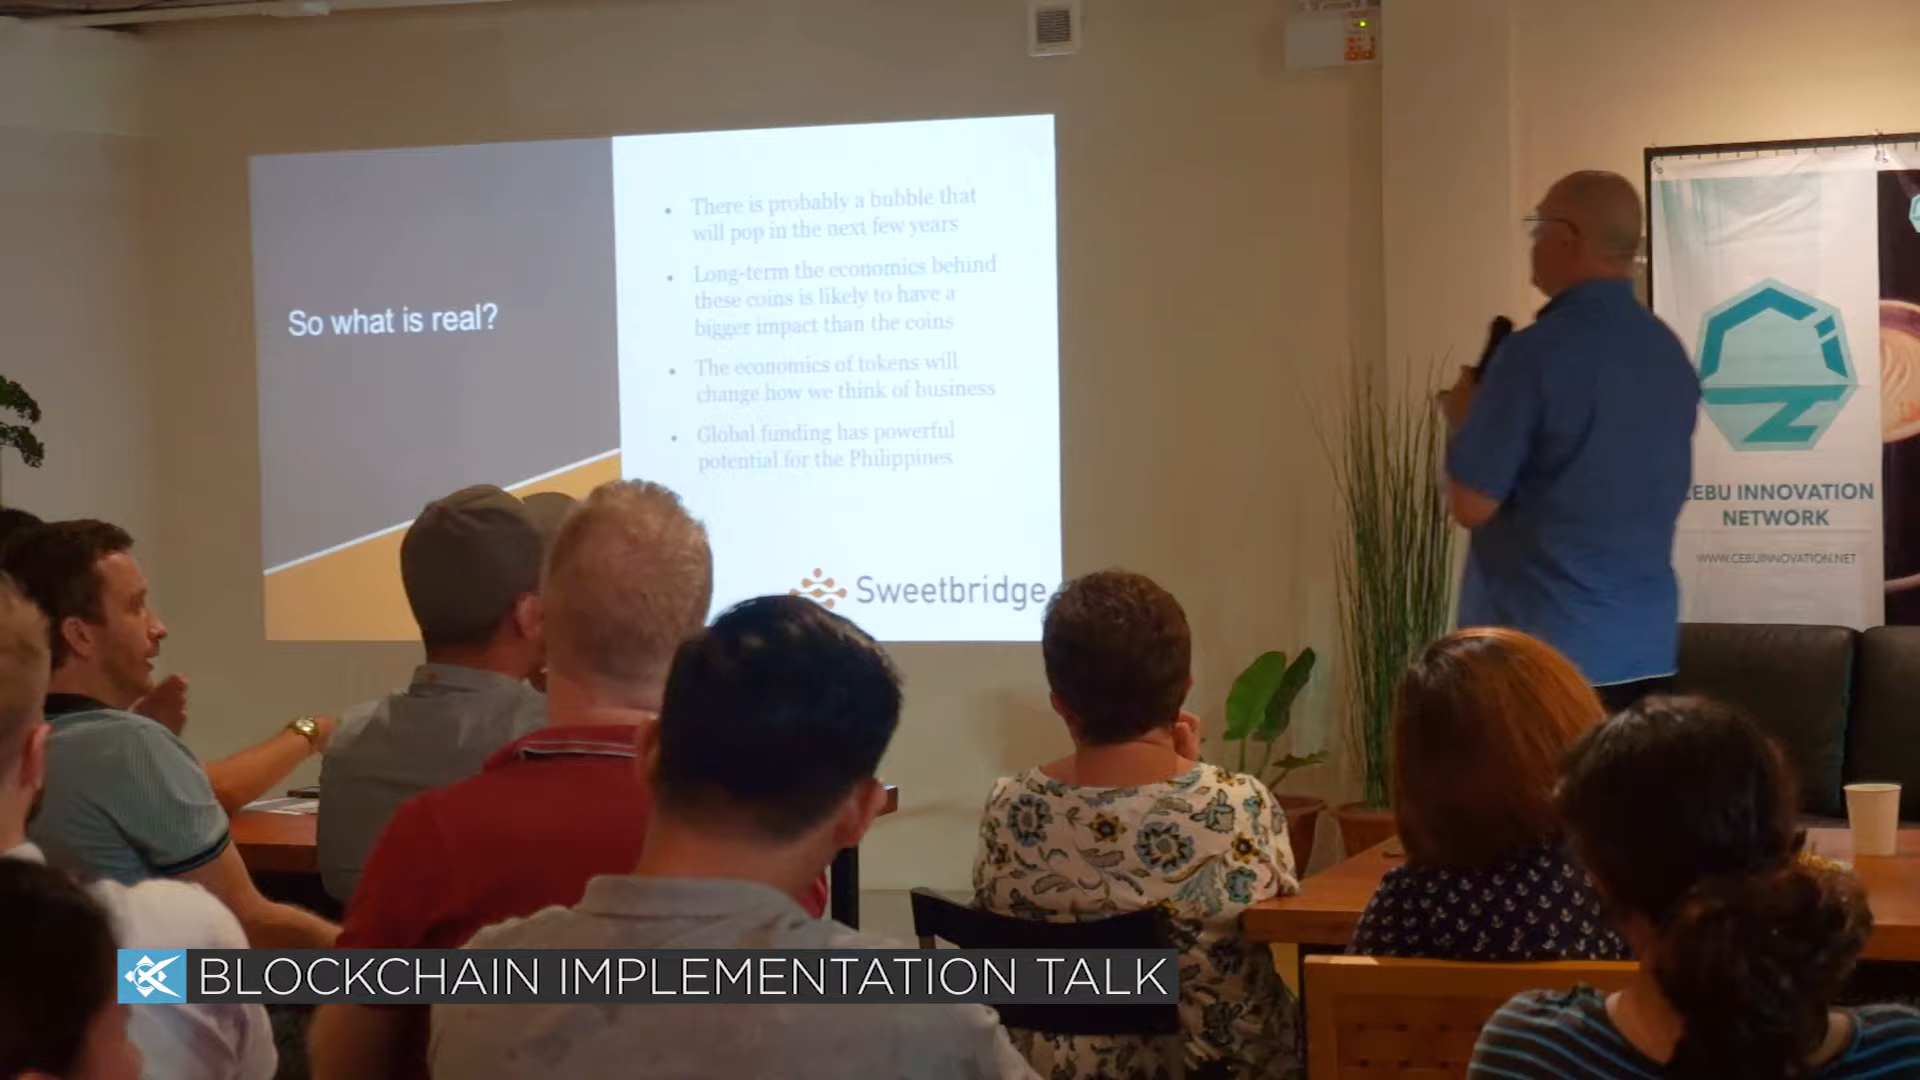 So what is real?
There is probably a bubble that
will pop in the next few years
Long-term the economics behind
these coins is likely to have a
bigger impact than the coins
The economics of tokens will
change how we think of business
Global funding has powerful
potential for the Philippines
Sweetbridge
EBU INNOVATION
NETWORK
WWW.CEBUINNOVATION.NET
BLOCKCHAIN IMPLEMENTATION TALK